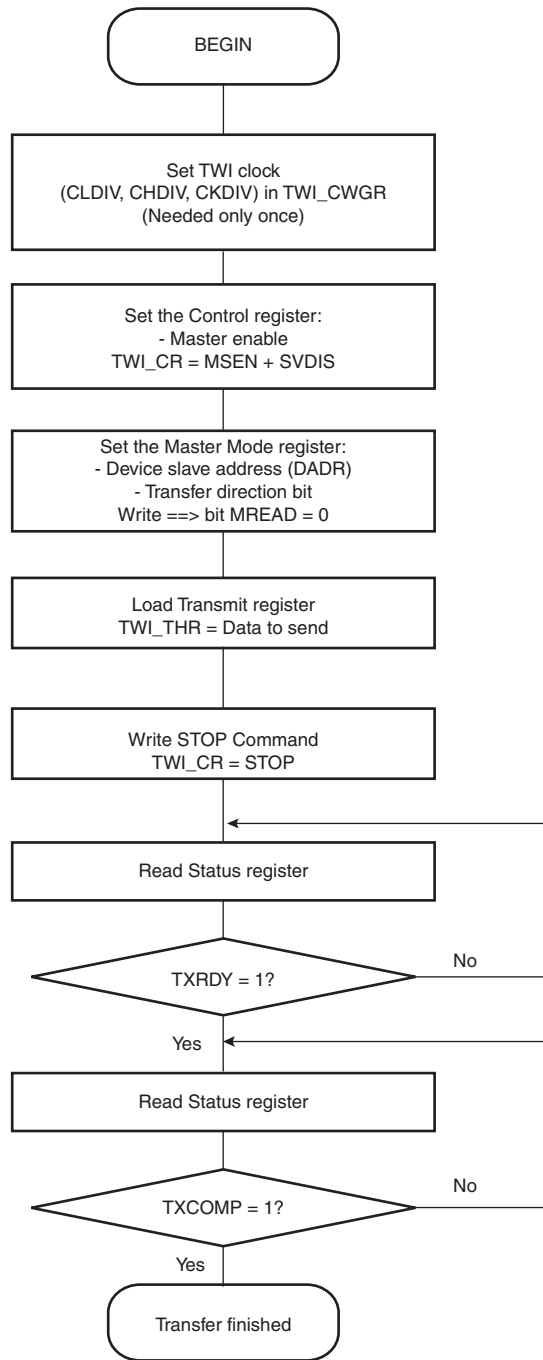 BEGIN
Set TWI clock
(CLDIV, CHDIV, CKDIV) in TWI_CWGR
(Needed only once)
Set the Control register:
- Master enable
TWI_CR = MSEN + SVDIS
Set the Master Mode register:
- Device slave address (DADR)
- Transfer direction bit
Write ==> bit MREAD = 0
Load Transmit register
TWI_THR = Data to send
Write STOP Command
TWI_CR = STOP
Read Status register
TXRDY = 1?
No
Yes
Read Status register
TXCOMP = 1?
No
Yes
Transfer finished